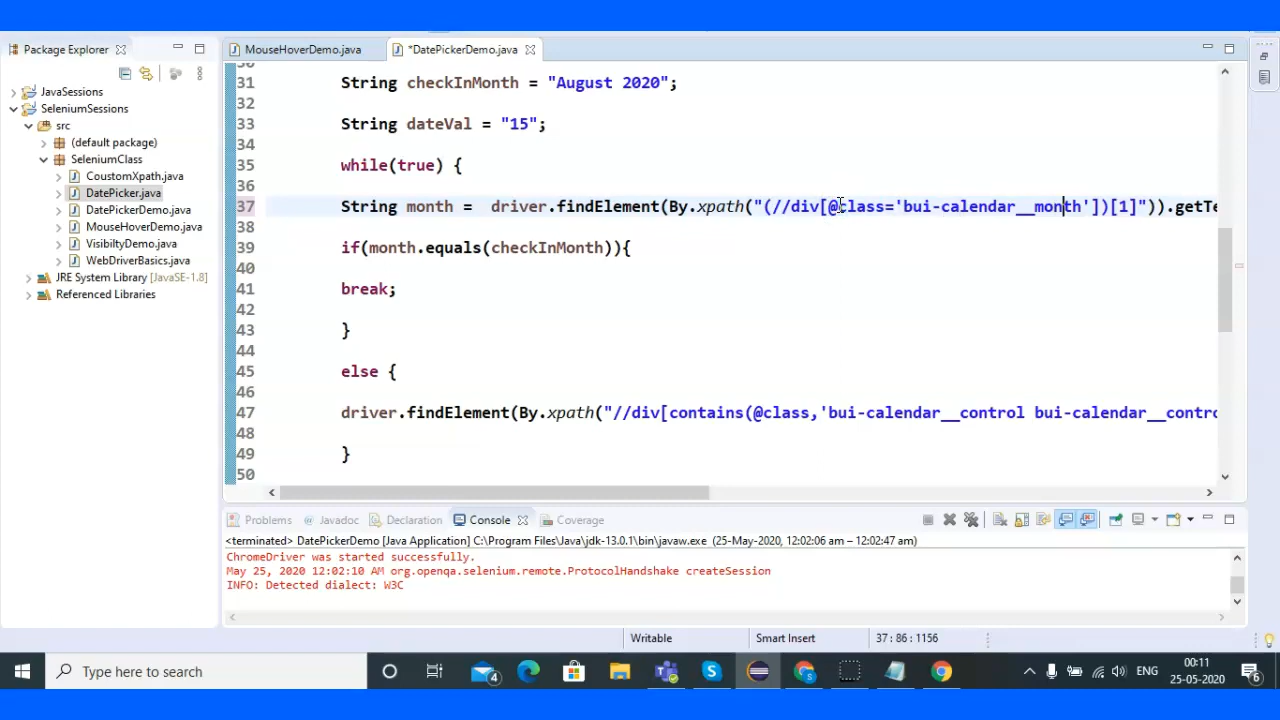 Package Explorer
MouseHoverDemo.java
*DatePickerDemo.java
JavaSessions
SeleniumSessions
src
(default package)
SeleniumClass
CoustomXpath.java
DatePicker.java
DatePickerDemo.java
MouseHoverDemo.java
VisibiltyDemo.java
WebDriverBasics.java
JRE System Library [JavaSE-1.8]
Referenced Libraries
31 String checkInMonth = "August 2020";
32
33 String dateVal = "15";
34
35 while(true) {
36
37 String month =  driver.findElement(By.xpath("(//div[@class='bui-calendar__month'])[1]")).getTe
38
39 if(month.equals(checkInMonth)){
40
41 break;
42
43 }
44
45 else {
46
47 driver.findElement(By.xpath("//div[contains(@class,'bui-calendar__control bui-calendar__contro
48
49 }
50
Problems Javadoc Declaration Console Coverage
<terminated> DatePickerDemo [Java Application] C:\Program Files\Java\jdk-13.0.1\bin\javaw.exe (25-May-2020, 12:02:06 am – 12:02:47 am)
ChromeDriver was started successfully.
May 25, 2020 12:02:10 AM org.openqa.selenium.remote.ProtocolHandshake createSession
INFO: Detected dialect: W3C
Writable Smart Insert 37 : 86 : 1156
Type here to search
4
ENG
00:11
25-05-2020
6